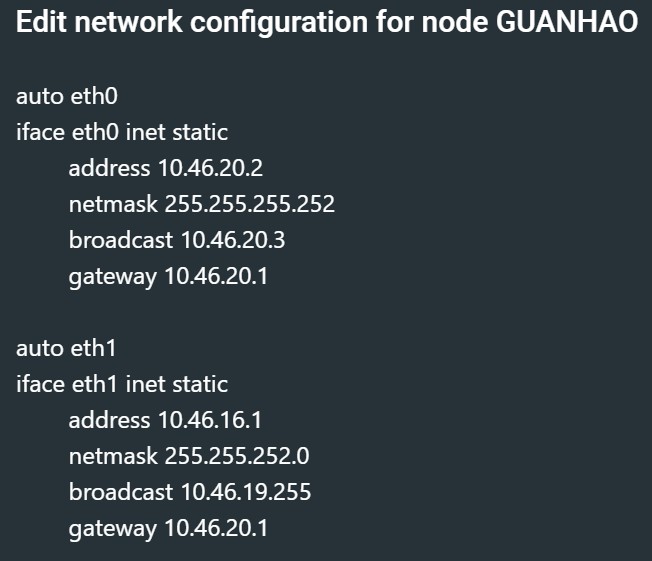 Edit network configuration for node GUANHAO
auto eth0
iface eth0 inet static
address 10.46.20.2
netmask 255.255.255.252
broadcast 10.46.20.3
gateway 10.46.20.1
auto eth1
iface eth1 inet static
address 10.46.16.1
netmask 255.255.252.0
broadcast 10.46.19.255
gateway 10.46.20.1